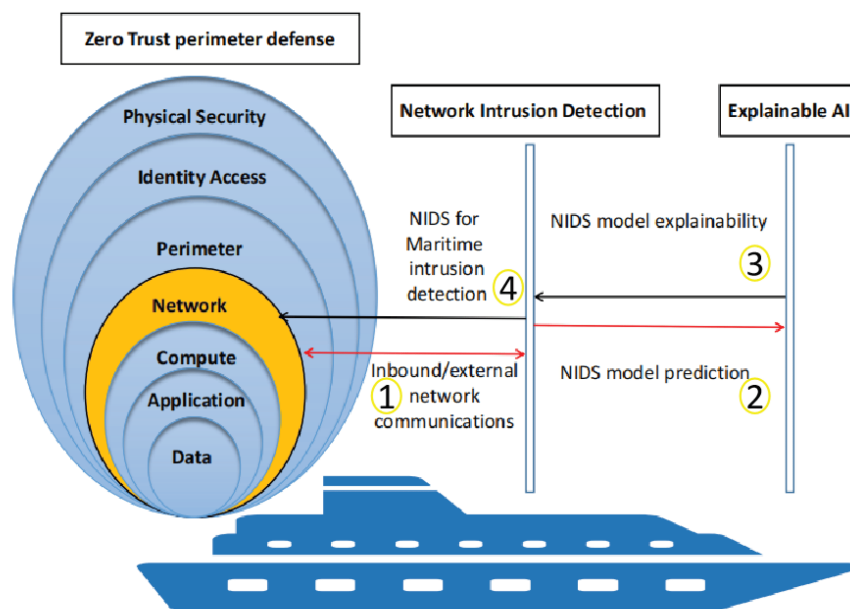 Zero Trust perimeter defense
Network Intrusion Detection
Explainable AI
Physical Security
Identity Access
Perimeter
Network
Compute
Application
Data
NIDS for
Maritime
intrusion
detection
4
NIDS model explainability
3
Inbound/external
1 network
communications
NIDS model prediction
2